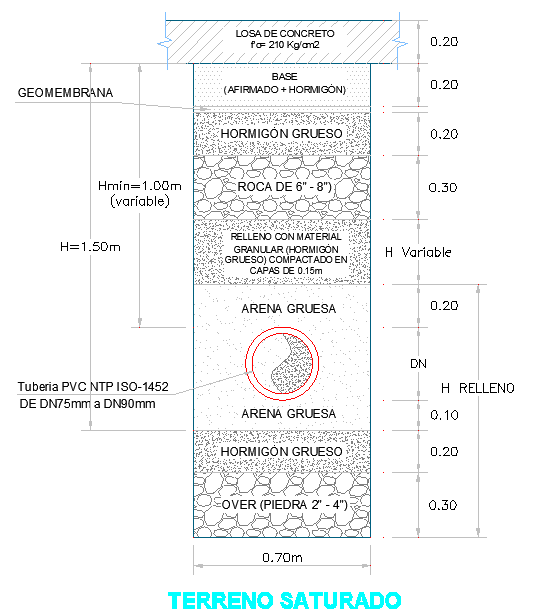 LOSA DE CONCRETO
f'c= 210 Kg/cm2
0.20
BASE
(AFIRMADO + HORMIGÓN)
0.20
GEOMEMBRANA
HORMIGÓN GRUESO
0.20
Hmín=1.00m
(variable)
ROCA DE 6" - 8")
0.30
H=1.50m
RELLENO CON MATERIAL
GRANULAR (HORMIGÓN
GRUESO) COMPACTADO EN
CAPAS DE 0.15m
H Variable
ARENA GRUESA
0.20
DN
H RELLENO
Tuberia PVC NTP ISO-1452
DE DN75mm a DN90mm
ARENA GRUESA
0.10
HORMIGÓN GRUESO
0.20
OVER (PIEDRA 2" - 4")
0.30
0.70m
TERRENO SATURADO